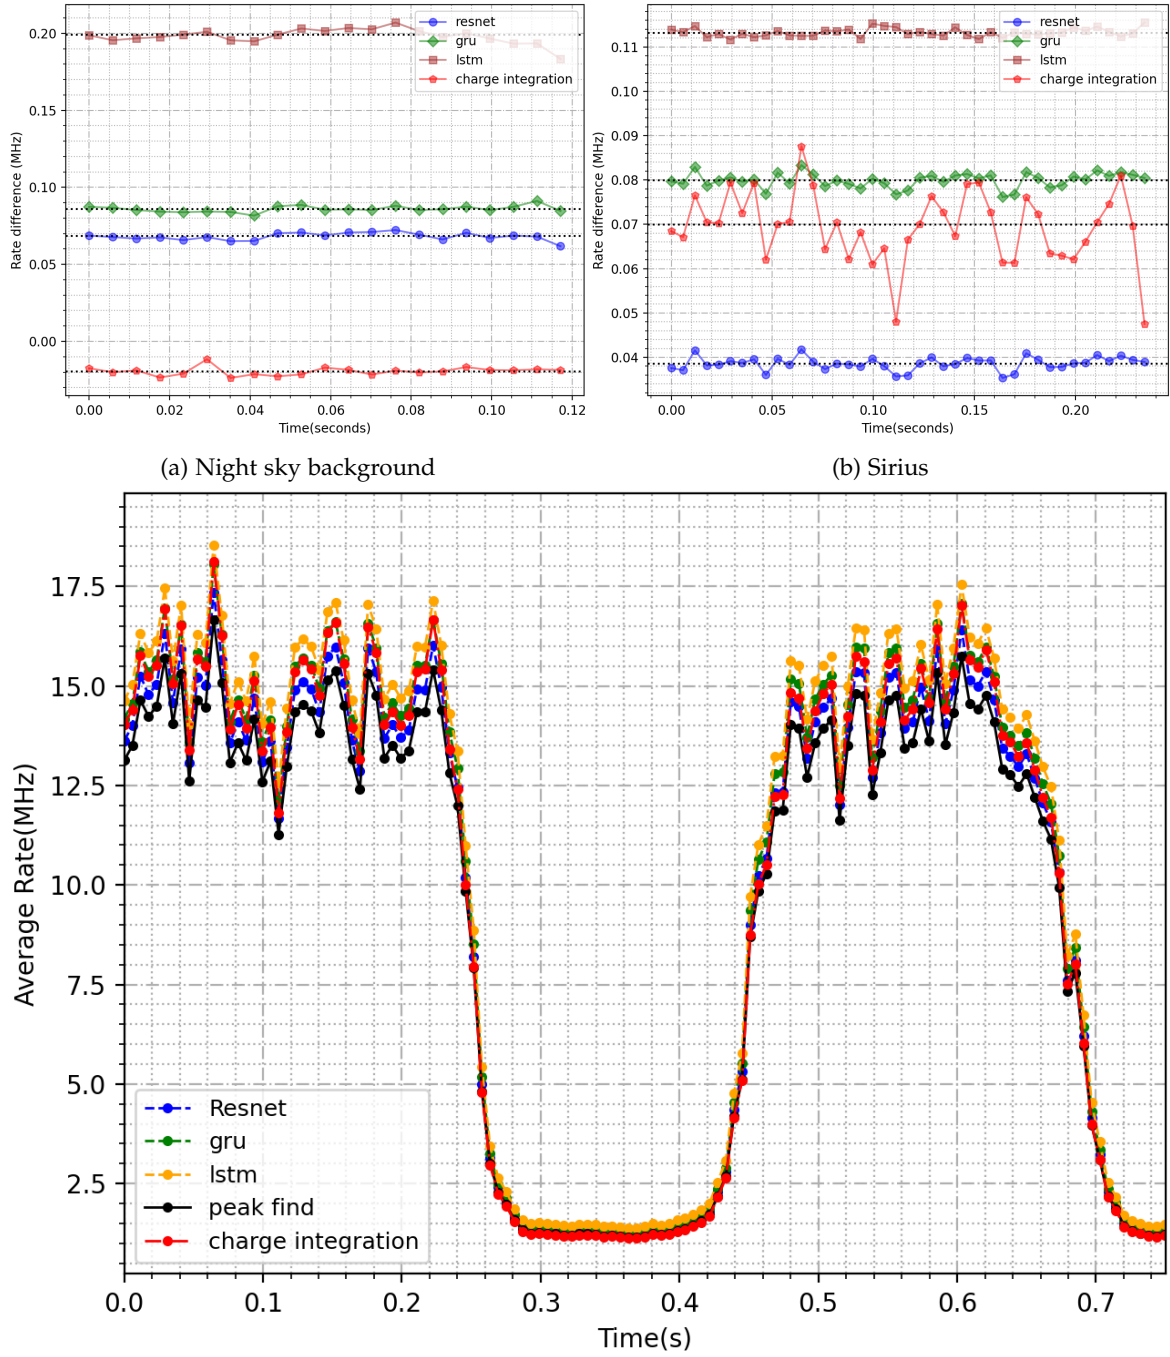 0.20
0.15
0.10
0.05
0.00
Rate difference (MHz)
0.00 0.02 0.04 0.06 0.08 0.10 0.12
Time(seconds)
resnet
gru
lstm
charge integration
(a) Night sky background
0.11
0.10
0.09
0.08
0.07
0.06
0.05
0.04
Rate difference (MHz)
0.00 0.05 0.10 0.15 0.20
Time(seconds)
resnet
gru
lstm
charge integration
(b) Sirius
17.5
15.0
12.5
10.0
7.5
5.0
2.5
Average Rate(MHz)
Resnet
gru
lstm
peak find
charge integration
0.0 0.1 0.2 0.3 0.4 0.5 0.6 0.7
Time(s)